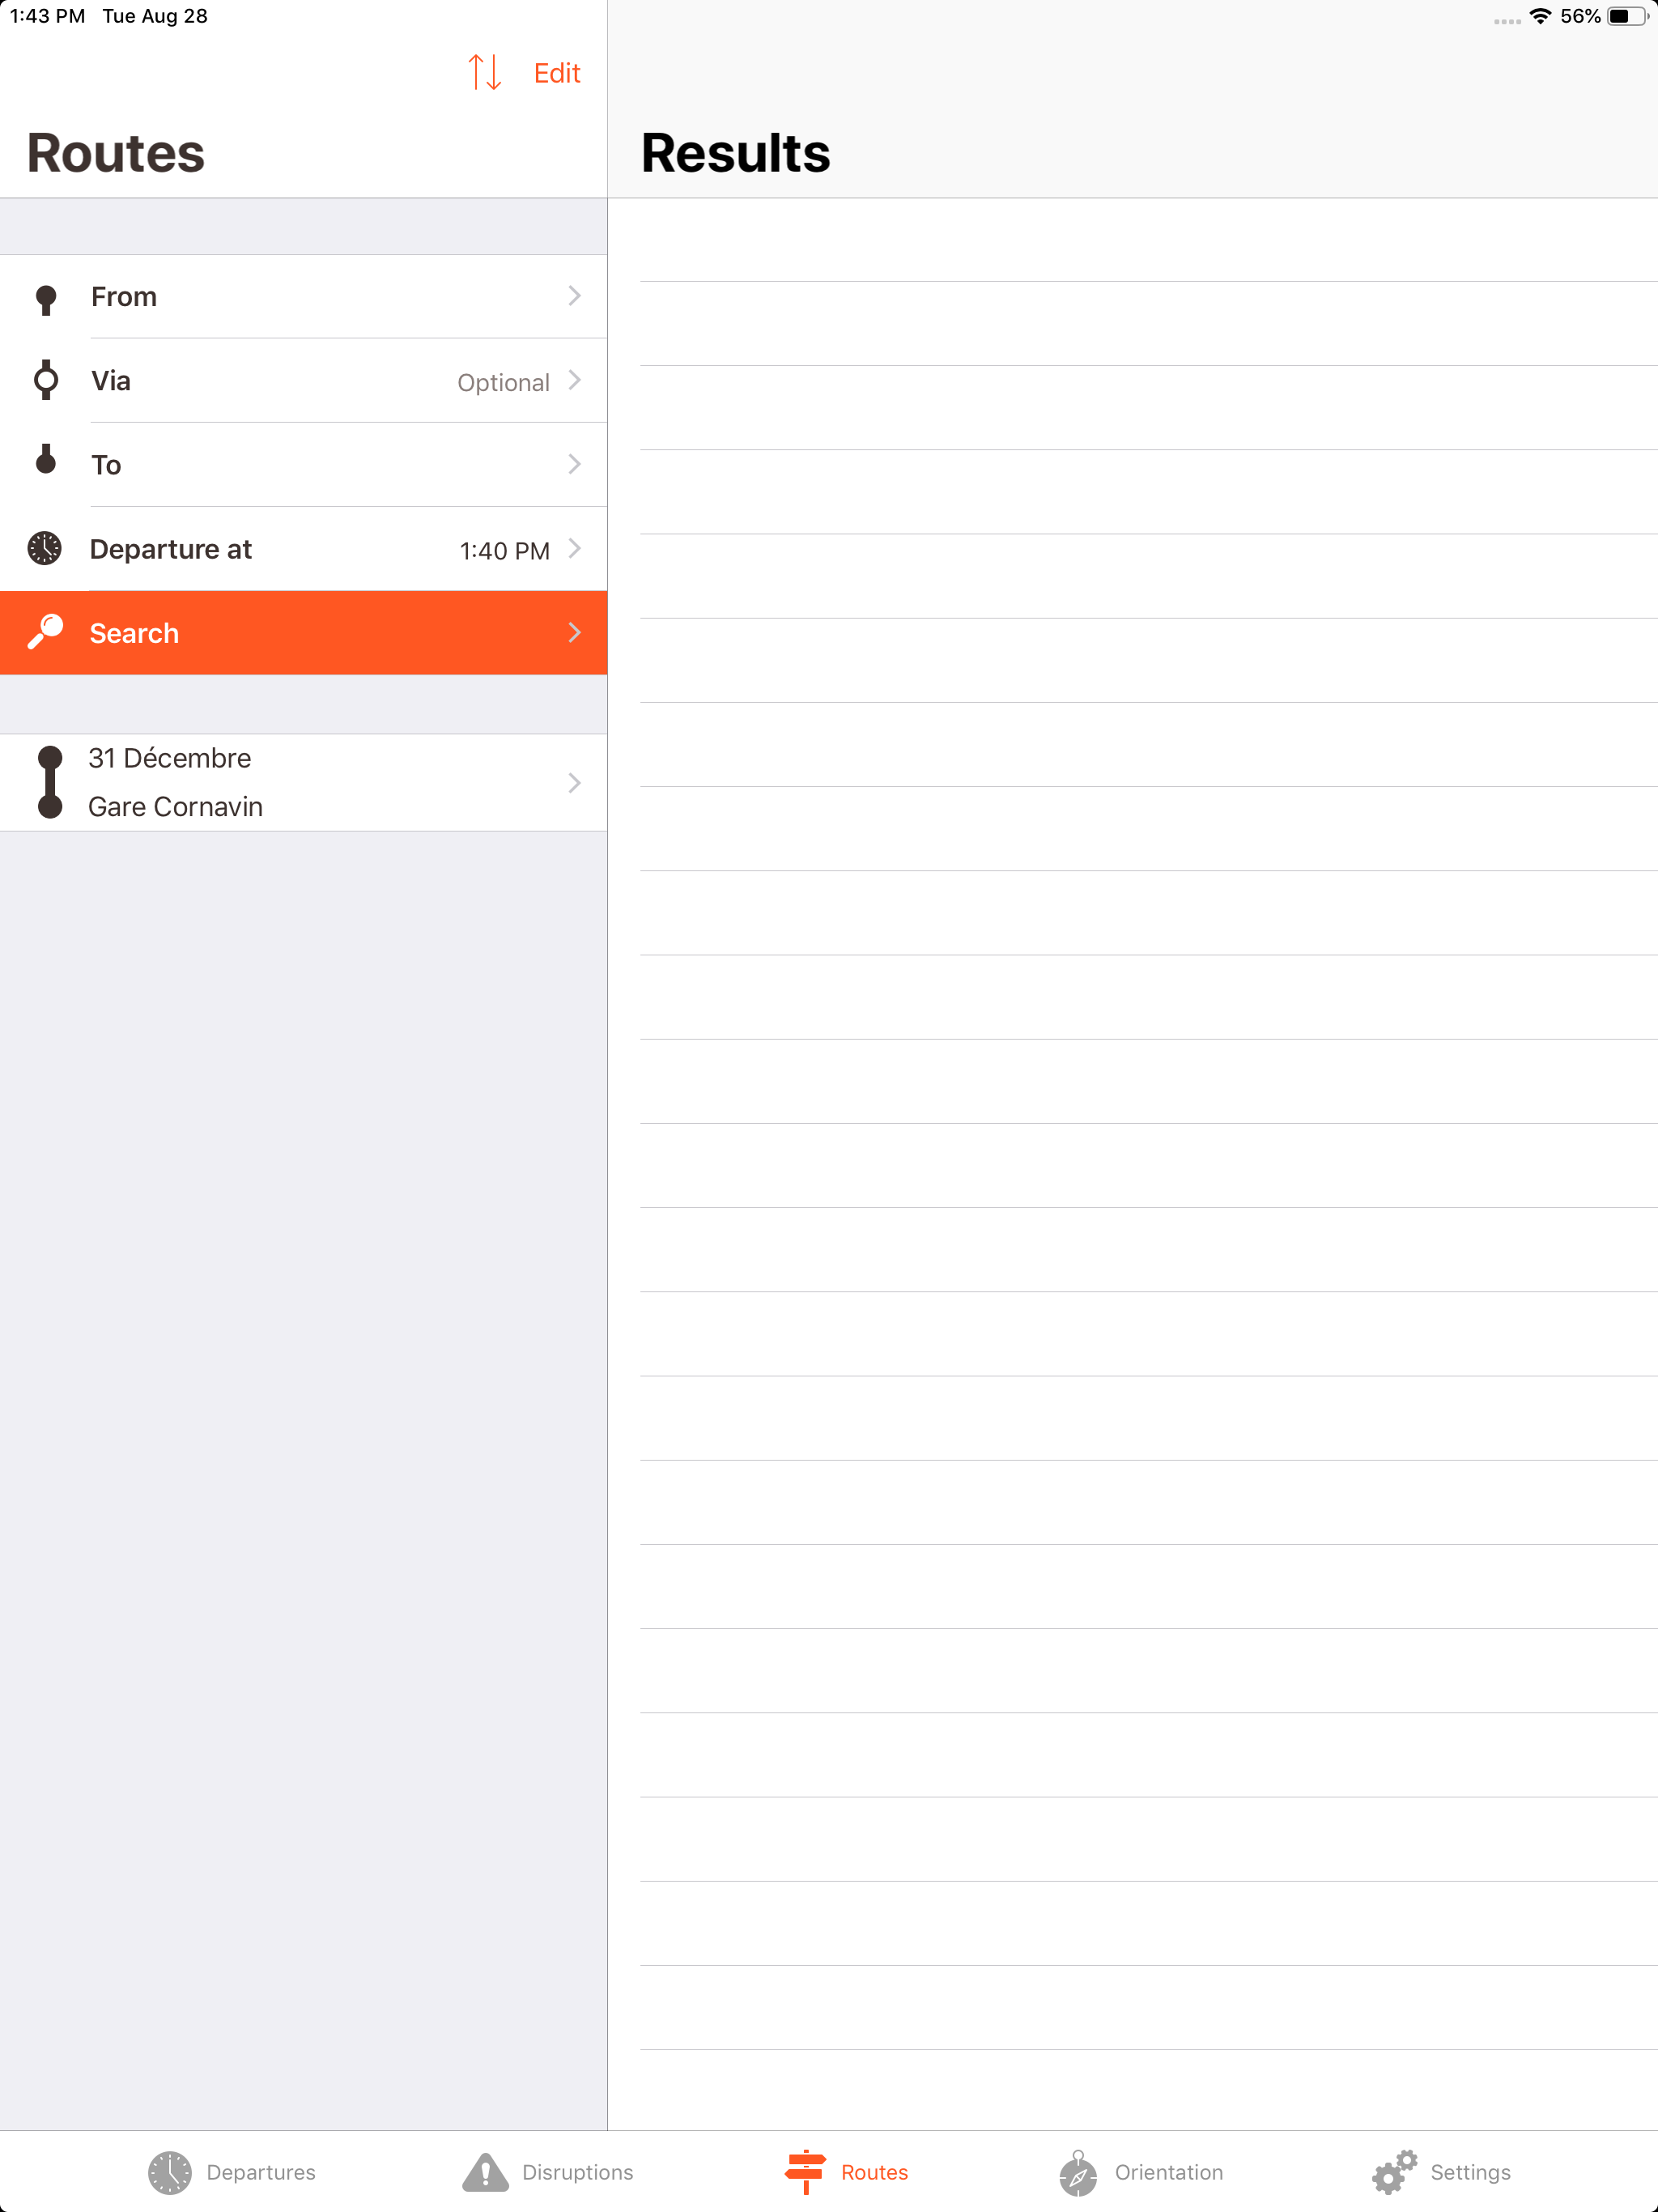 1:43 PM Tue Aug 28
56%
Edit
Routes
Results
From
Via Optional
To
Departure at 1:40 PM
Search
31 Décembre
Gare Cornavin
Departures
Disruptions
Routes
Orientation
Settings